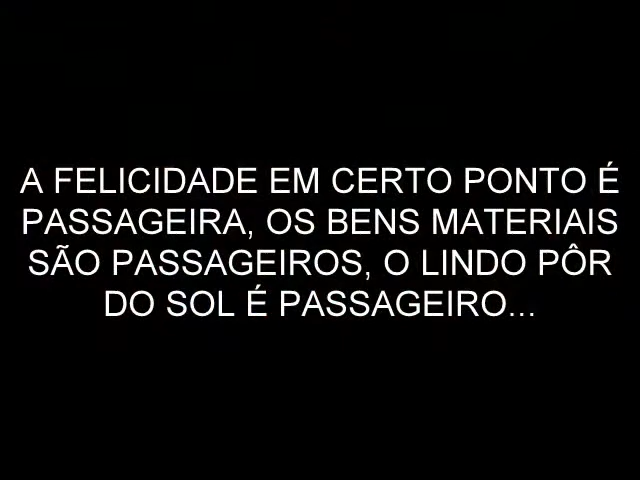 A FELICIDADE EM CERTO PONTO É
PASSAGEIRA, OS BENS MATERIAIS
SÃO PASSAGEIROS, O LINDO PÔR
DO SOL É PASSAGEIRO...